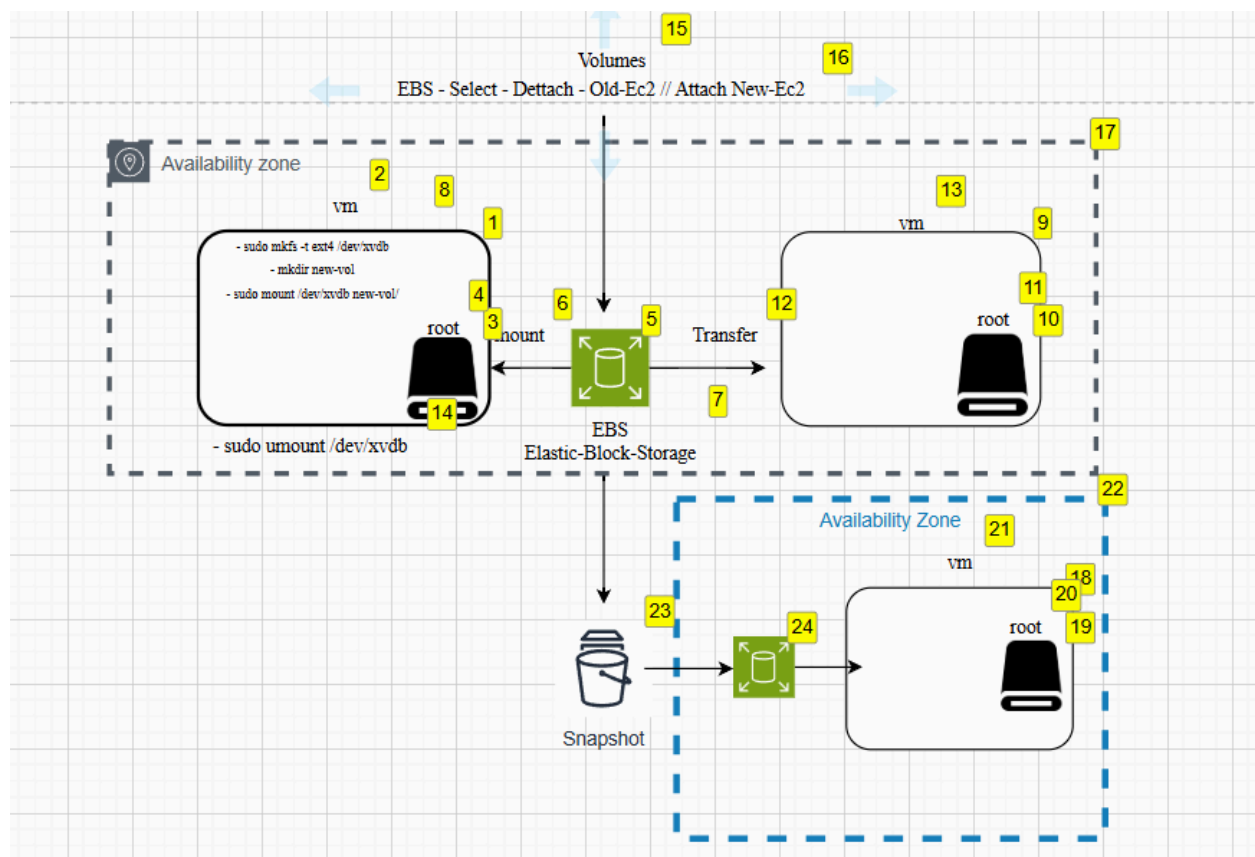 15
Volumes
16
EBS - Select - Dettach - Old-Ec2 // Attach New-Ec2
17
Availability zone
2
8
13
vm
vm
1
9
- sudo mkfs -t ext4 /dev/xvdb
- mkdir new-vol
- sudo mount /dev/xvdb new-vol/
4
6
12
11
3
5
10
root
mount
Transfer
root
7
14
EBS
- sudo umount /dev/xvdb
Elastic-Block-Storage
22
Availability Zone
21
vm
18
20
23
24
root
19
Snapshot